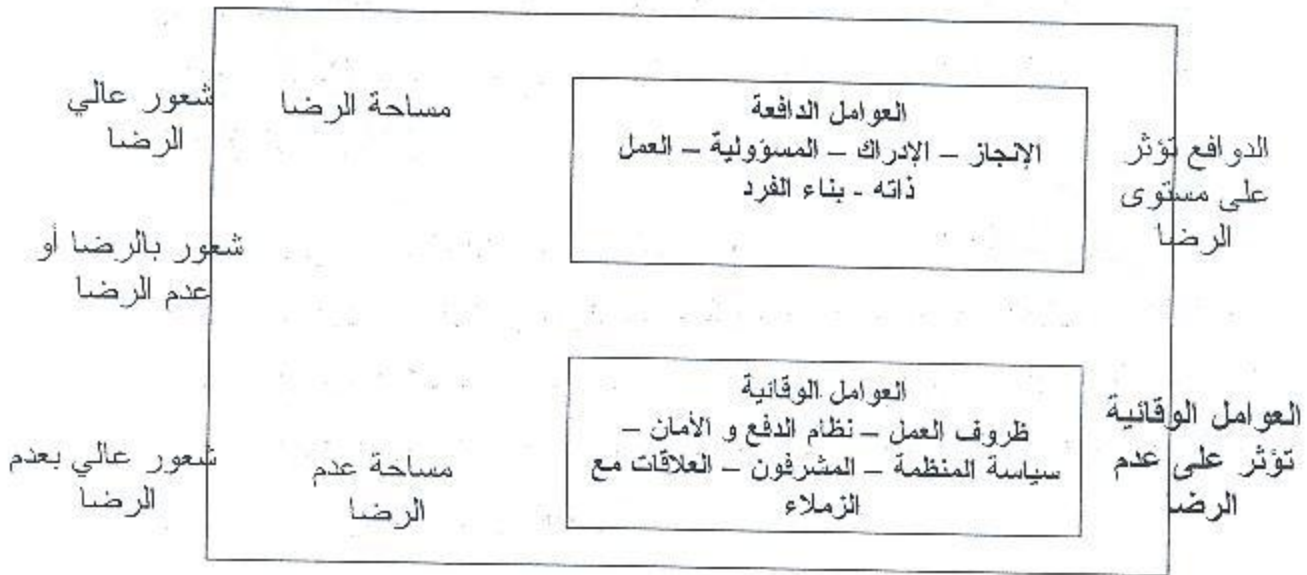 شعور عالي
الرضا
مساحة الرضا
العوامل الدافعة
الإنجاز – الإدراك – المسؤولية – العمل
ذاته - بناء الفرد
الدوافع تؤثر
على مستوى
الرضا
شعور بالرضا أو
عدم الرضا
العوامل الوقائية
ظروف العمل – نظام الدفع و الأمان –
سياسة المنظمة – المشرفون – العلاقات مع
الزملاء
العوامل الوقائية
تؤثر على عدم
الرضا
شعور عالي بعدم
الرضا
مساحة عدم
الرضا